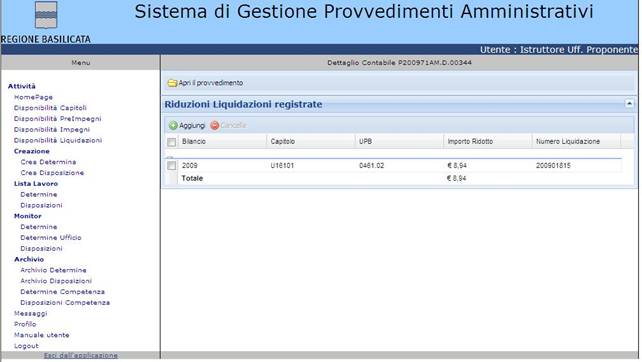 Sistema di Gestione Provvedimenti Amministrativi
REGIONE BASILICATA
Utente : Istruttore Uff. Proponente
Menu
Dettaglio Contabile P200971AM.D.00344
Attività
HomePage
Disponibilità Capitoli
Disponibilità PreImpegni
Disponibilità Impegni
Disponibilità Liquidazioni
Creazione
Crea Determina
Crea Disposizione
Lista Lavoro
Determine
Disposizioni
Monitor
Determine
Determine Ufficio
Disposizioni
Archivio
Archivio Determine
Archivio Disposizioni
Determine Competenza
Disposizioni Competenza
Messaggi
Profilo
Manuale utente
Logout
Esci dall'applicazione
Apri il provvedimento
Riduzioni Liquidazioni registrate
Aggiungi Cancella
Bilancio Capitolo UPB Importo Ridotto Numero Liquidazione
2009 U16101 0461.02 € 8,94 200901815
Totale € 8,94